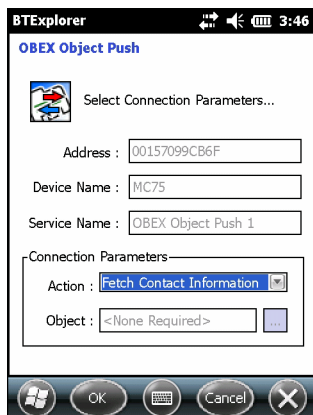 BTExplorer 3:46
OBEX Object Push
Select Connection Parameters...
Address : 00157099CB6F
Device Name : MC75
Service Name : OBEX Object Push 1
Connection Parameters
Action : Fetch Contact Information
Object : <None Required> ...
OK Cancel